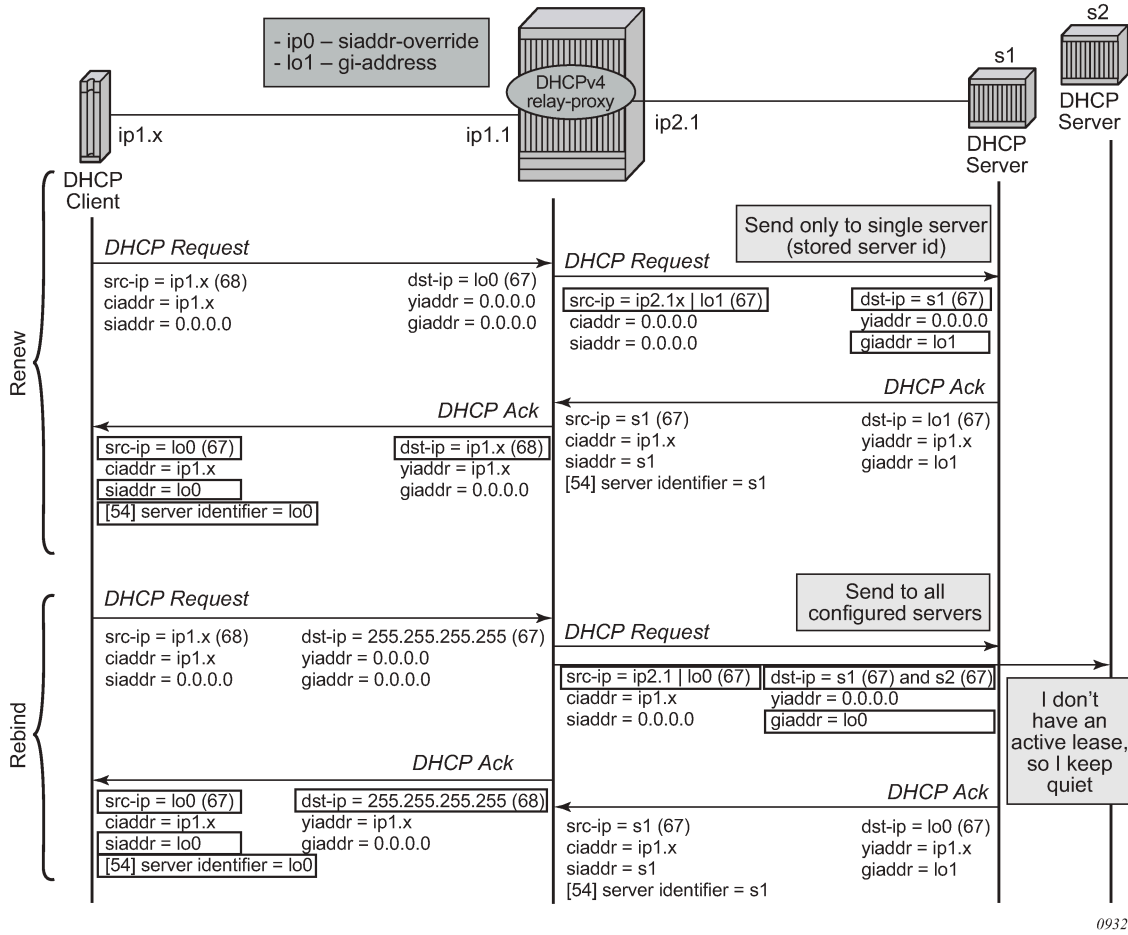 s2
- ip0 – siaddr-override
- lo1 – gi-address
s1
DHCPv4
relay-proxy
DHCP
Server
ip1.x
ip1.1
ip2.1
DHCP
Server
DHCP
Client
Renew
Send only to single server
(stored server id)
DHCP Request
src-ip = ip1.x (68)
dst-ip = lo0 (67)
ciaddr = ip1.x
yiaddr = 0.0.0.0
siaddr = 0.0.0.0
giaddr = 0.0.0.0
DHCP Request
src-ip = ip2.1x | lo1 (67)
dst-ip = s1 (67)
ciaddr = 0.0.0.0
yiaddr = 0.0.0.0
siaddr = 0.0.0.0
giaddr = lo1
DHCP Ack
src-ip = s1 (67)
dst-ip = lo1 (67)
ciaddr = ip1.x
yiaddr = ip1.x
siaddr = s1
giaddr = lo1
[54] server identifier = s1
DHCP Ack
src-ip = lo0 (67)
dst-ip = ip1.x (68)
ciaddr = ip1.x
yiaddr = ip1.x
siaddr = lo0
giaddr = 0.0.0.0
[54] server identifier = lo0
Rebind
Send to all
configured servers
DHCP Request
src-ip = ip1.x (68)
dst-ip = 255.255.255.255 (67)
ciaddr = ip1.x
yiaddr = 0.0.0.0
siaddr = 0.0.0.0
giaddr = 0.0.0.0
DHCP Request
src-ip = ip2.1 | lo0 (67)
dst-ip = s1 (67) and s2 (67)
ciaddr = ip1.x
yiaddr = 0.0.0.0
siaddr = 0.0.0.0
giaddr = lo0
I don't
have an
active lease,
so I keep
quiet
DHCP Ack
src-ip = s1 (67)
dst-ip = lo0 (67)
ciaddr = ip1.x
yiaddr = ip1.x
siaddr = s1
giaddr = lo1
[54] server identifier = s1
DHCP Ack
src-ip = lo0 (67)
dst-ip = 255.255.255.255 (68)
ciaddr = ip1.x
yiaddr = ip1.x
siaddr = lo0
giaddr = 0.0.0.0
[54] server identifier = lo0
0932